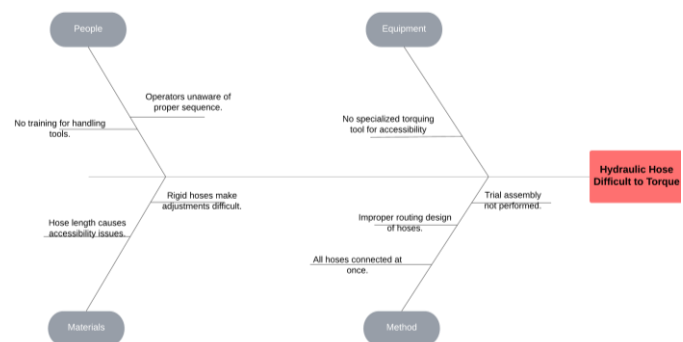 People
Equipment
Operators unaware of
proper sequence.
No training for handling
tools.
No specialized torquing
tool for accessibility
Hydraulic Hose
Difficult to Torque
Rigid hoses make
adjustments difficult.
Trial assembly
not performed.
Hose length causes
accessibility issues.
Improper routing design
of hoses.
All hoses connected at
once.
Materials
Method